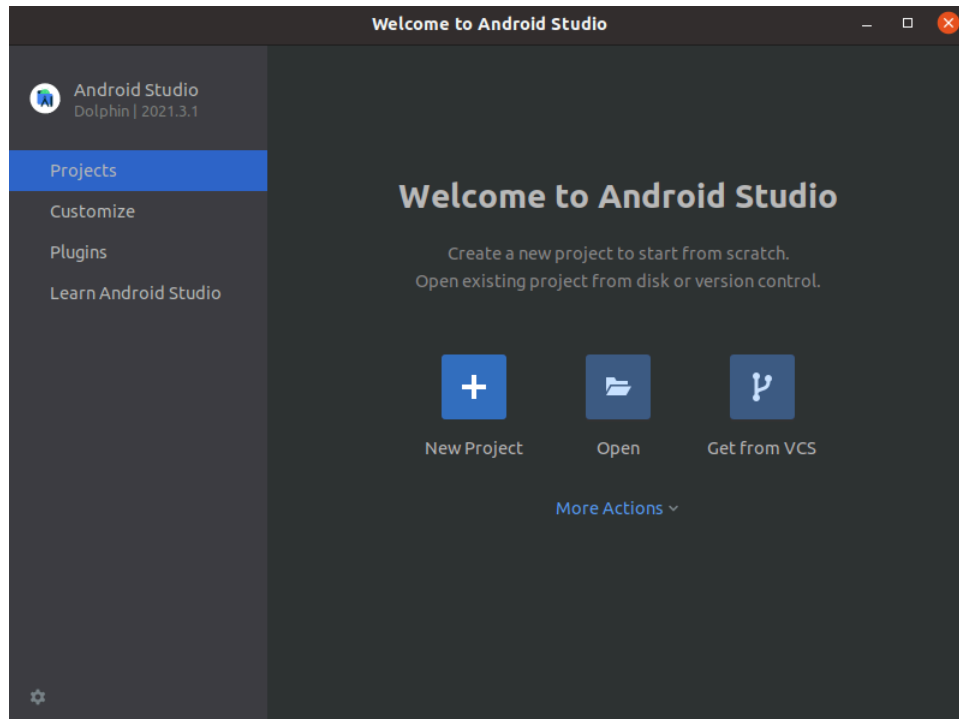 Welcome to Android Studio
Android Studio
Dolphin | 2021.3.1
Projects
Customize
Plugins
Learn Android Studio
Welcome to Android Studio
Create a new project to start from scratch.
Open existing project from disk or version control.
New Project
Open
Get from VCS
More Actions